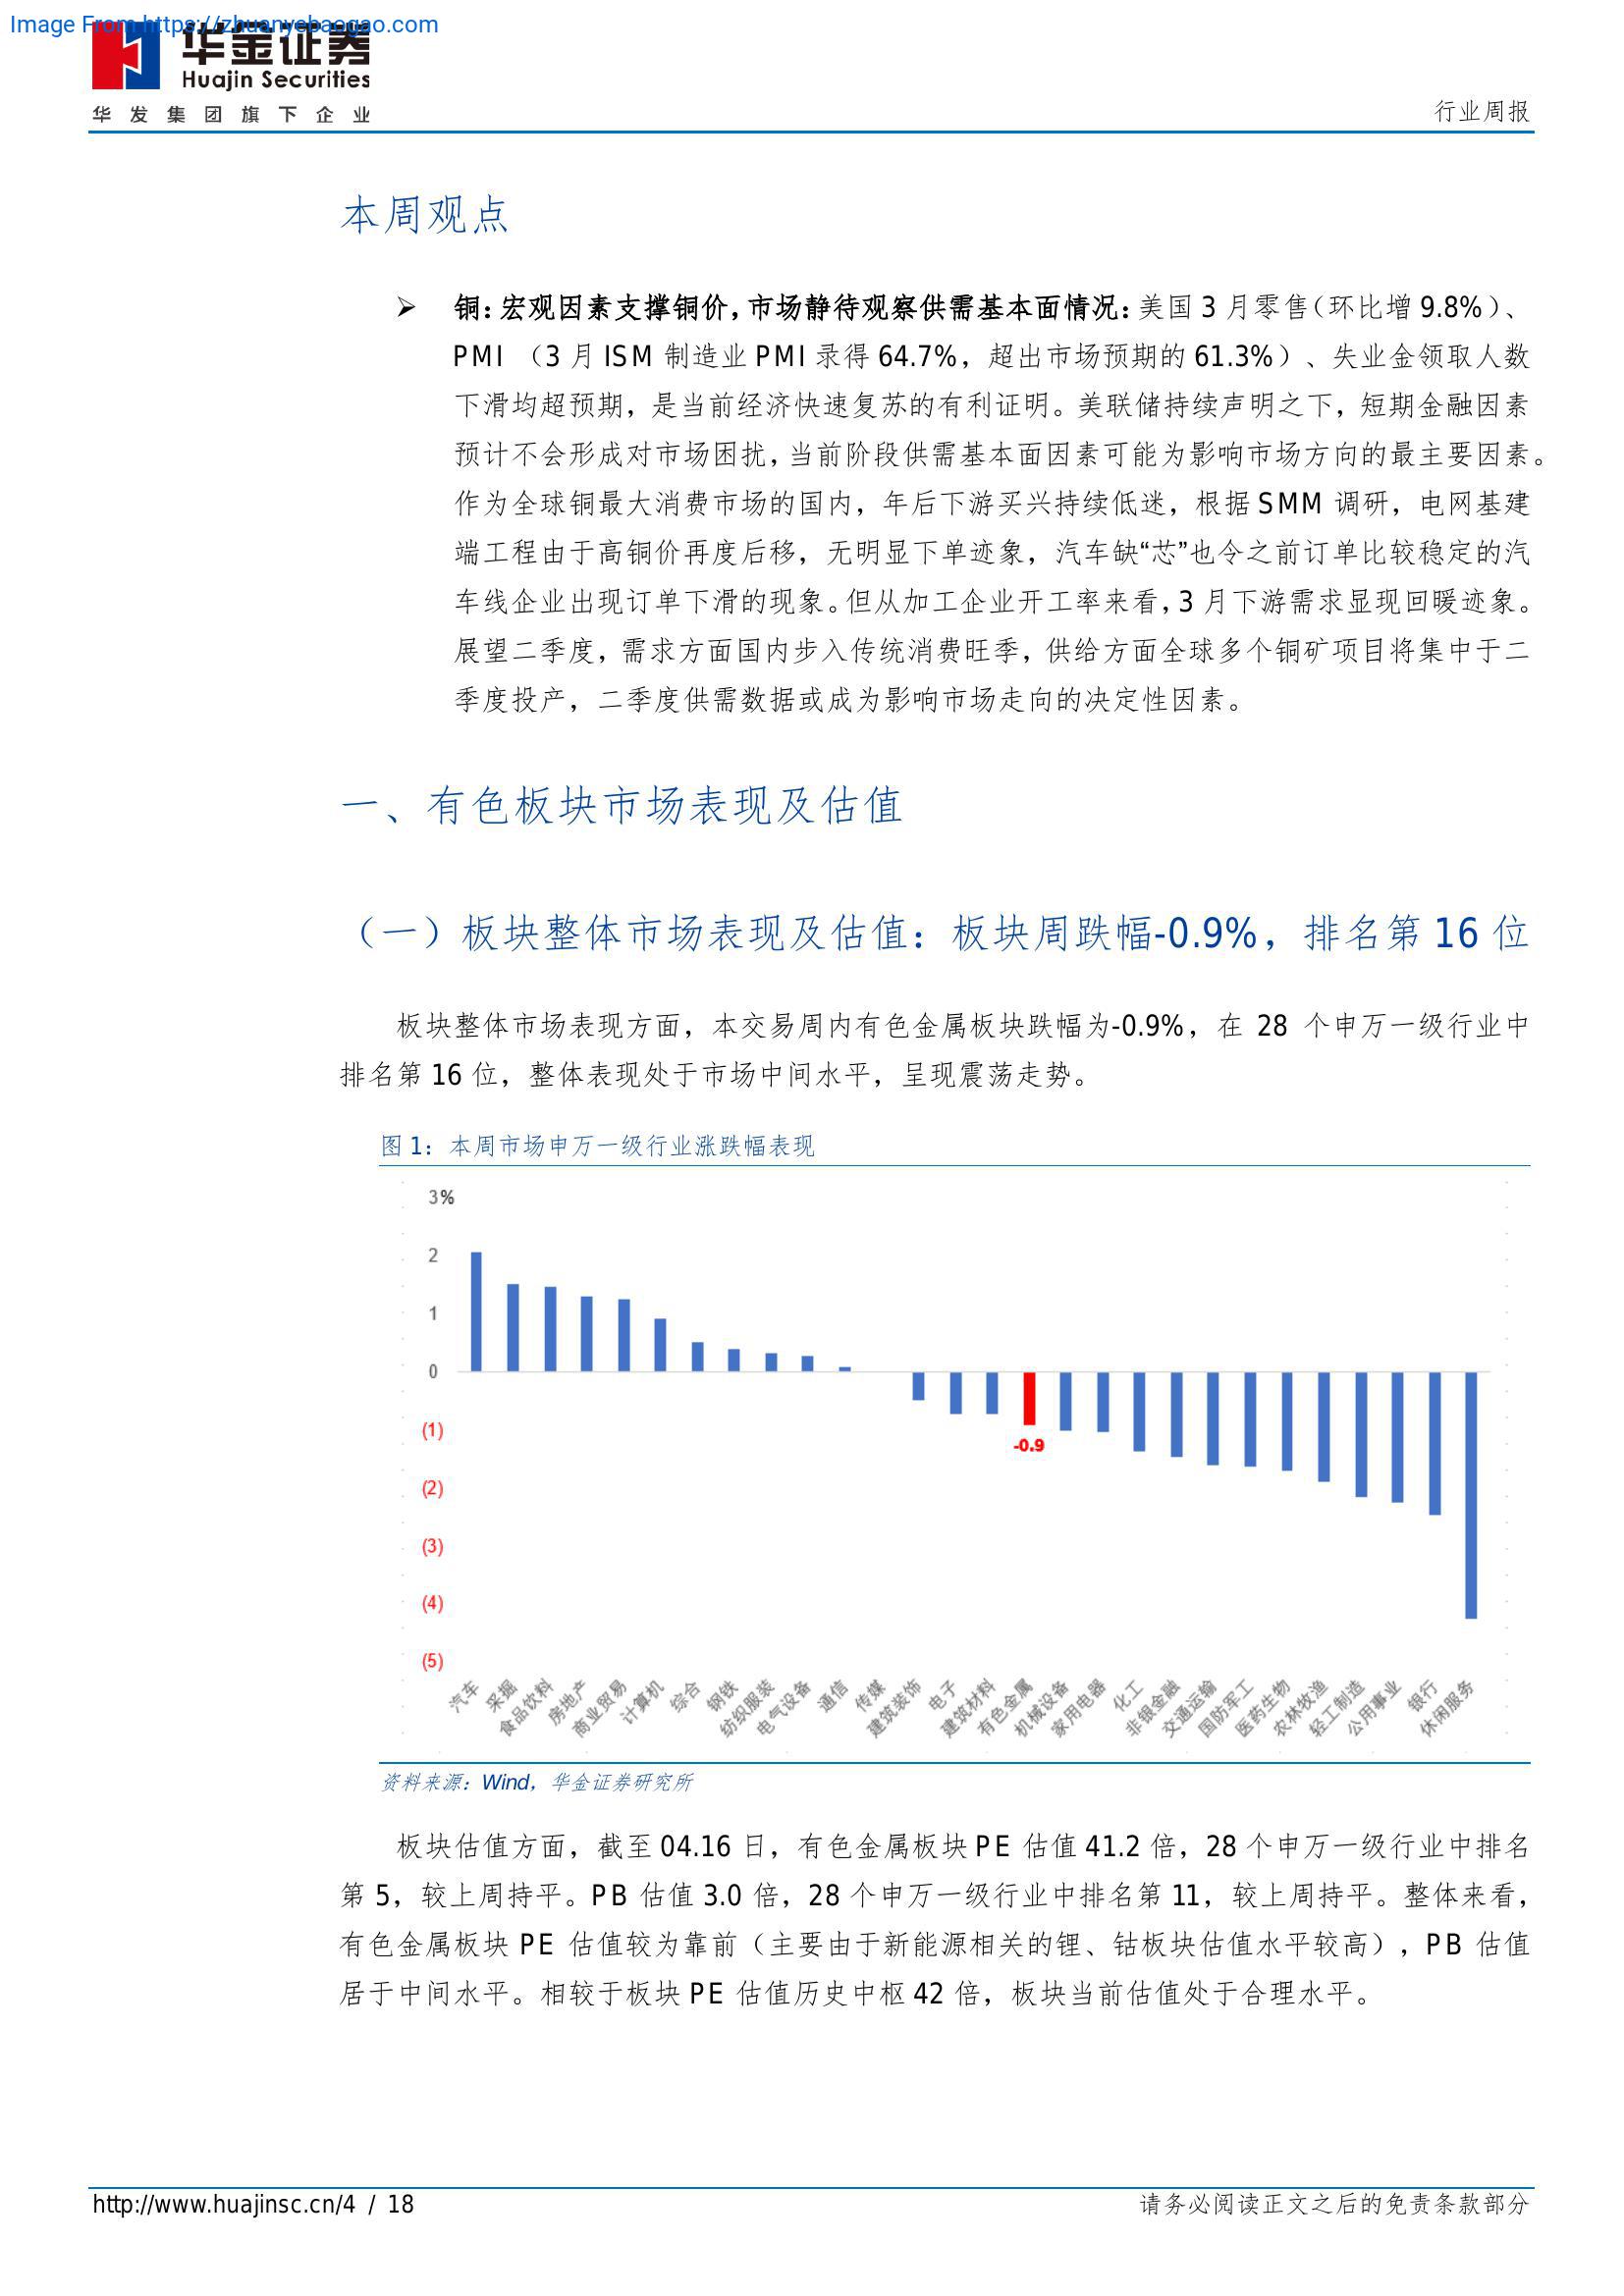 Image From https://zhuanyebaogao.com
华金证券
Huajin Securities
华发集团旗下企业
行业周报
本周观点
➢ 铜：宏观因素支撑铜价，市场静待观察供需基本面情况：美国 3 月零售（环比增 9.8%）、
PMI （3 月 ISM 制造业 PMI 录得 64.7%，超出市场预期的 61.3%）、失业金领取人数
下滑均超预期，是当前经济快速复苏的有利证明。美联储持续声明之下，短期金融因素
预计不会形成对市场困扰，当前阶段供需基本面因素可能为影响市场方向的最主要因素。
作为全球铜最大消费市场的国内，年后下游买兴持续低迷，根据 SMM 调研，电网基建
端工程由于高铜价再度后移，无明显下单迹象，汽车缺“芯”也令之前订单比较稳定的汽
车线企业出现订单下滑的现象。但从加工企业开工率来看，3 月下游需求显现回暖迹象。
展望二季度，需求方面国内步入传统消费旺季，供给方面全球多个铜矿项目将集中于二
季度投产，二季度供需数据或成为影响市场走向的决定性因素。
一、有色板块市场表现及估值
（一）板块整体市场表现及估值：板块周跌幅-0.9%，排名第 16 位
板块整体市场表现方面，本交易周内有色金属板块跌幅为-0.9%，在 28 个申万一级行业中
排名第 16 位，整体表现处于市场中间水平，呈现震荡走势。
图 1：本周市场申万一级行业涨跌幅表现
3%
2
1
0
(1)
(2)
(3)
(4)
(5)
-0.9
汽车
采掘
食品饮料
房地产
商业贸易
计算机
综合
钢铁
纺织服装
电气设备
通信
传媒
建筑装饰
电子
建筑材料
有色金属
机械设备
家用电器
化工
非银金融
交通运输
国防军工
医药生物
农林牧渔
轻工制造
公用事业
银行
休闲服务
资料来源：Wind，华金证券研究所
板块估值方面，截至 04.16 日，有色金属板块 PE 估值 41.2 倍，28 个申万一级行业中排名
第 5，较上周持平。PB 估值 3.0 倍，28 个申万一级行业中排名第 11，较上周持平。整体来看，
有色金属板块 PE 估值较为靠前（主要由于新能源相关的锂、钴板块估值水平较高），PB 估值
居于中间水平。相较于板块 PE 估值历史中枢 42 倍，板块当前估值处于合理水平。
http://www.huajinsc.cn/4 / 18
请务必阅读正文之后的免责条款部分